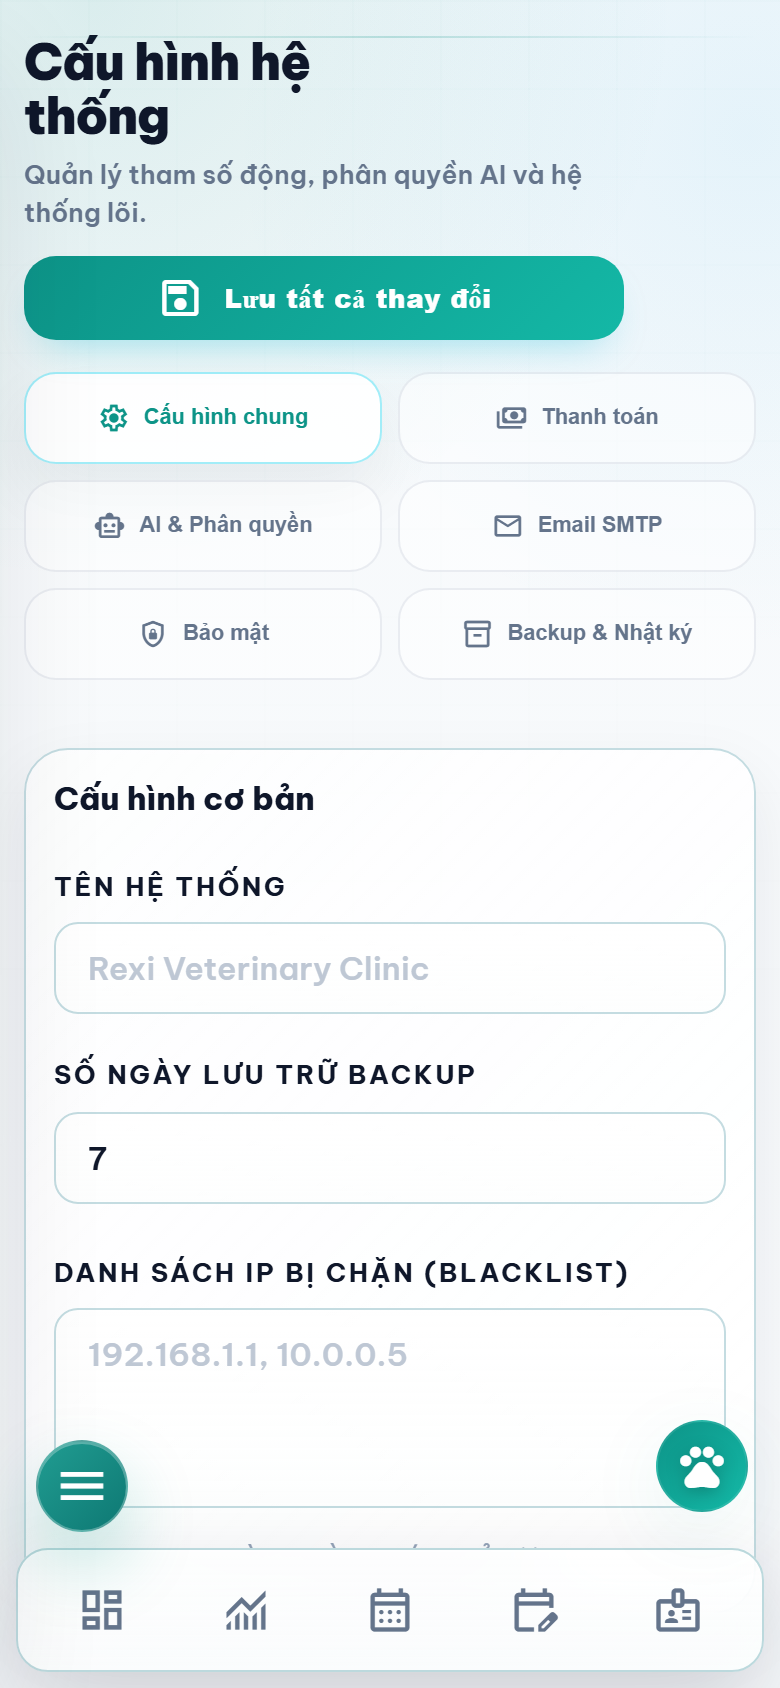 Cấu hình hệ
thống
Quản lý tham số động, phân quyền AI và hệ
thống lõi.
Lưu tất cả thay đổi
Cấu hình chung
Thanh toán
AI & Phân quyền
Email SMTP
Bảo mật
Backup & Nhật ký
Cấu hình cơ bản
TÊN HỆ THỐNG
Rexi Veterinary Clinic
SỐ NGÀY LƯU TRỮ BACKUP
7
DANH SÁCH IP BỊ CHẶN (BLACKLIST)
192.168.1.1, 10.0.0.5